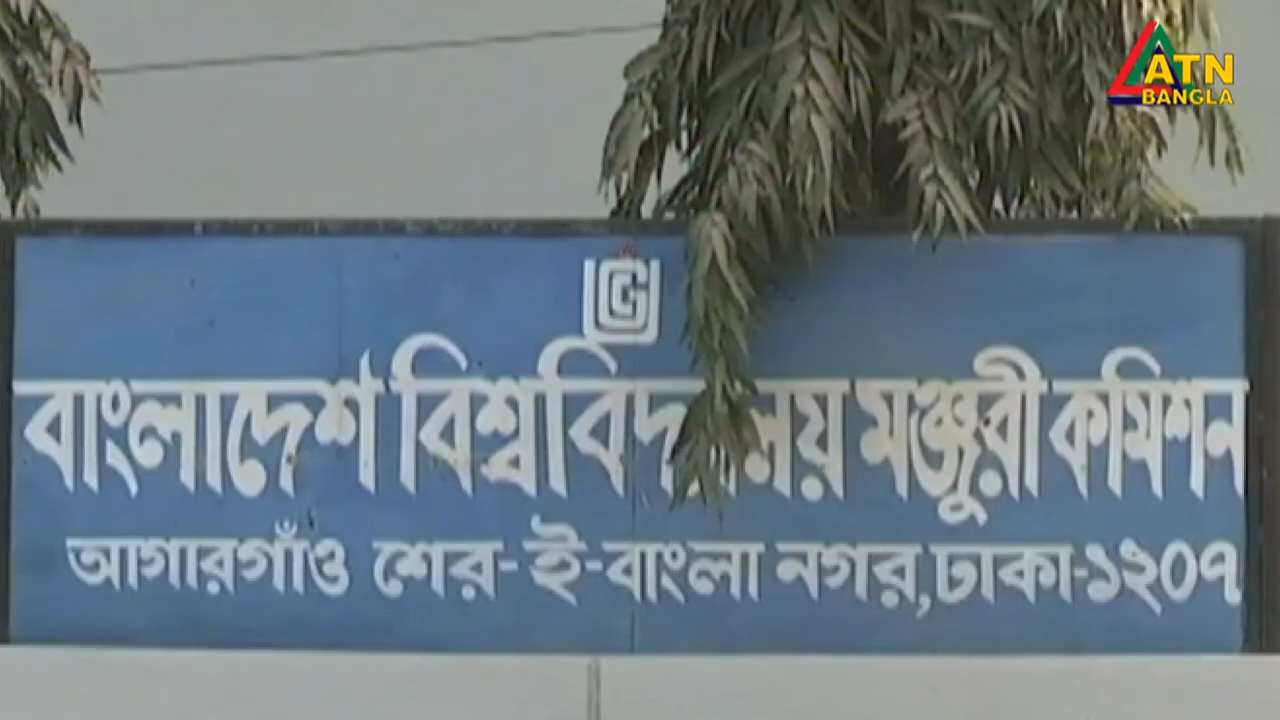 ATN
BANGLA
বাংলাদেশ বিশ্ববিদ্যালয় মঞ্জুরী কমিশন
আগারগাঁও শের-ই-বাংলা নগর,ঢাকা-১২০৭